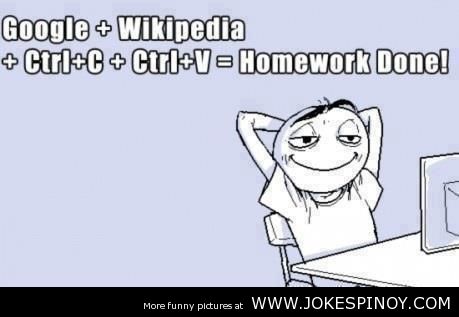 Google + Wikipedia
+ Ctrl+C + Ctrl+V = Homework Done!
More funny pictures at WWW.JOKESPINOY.COM